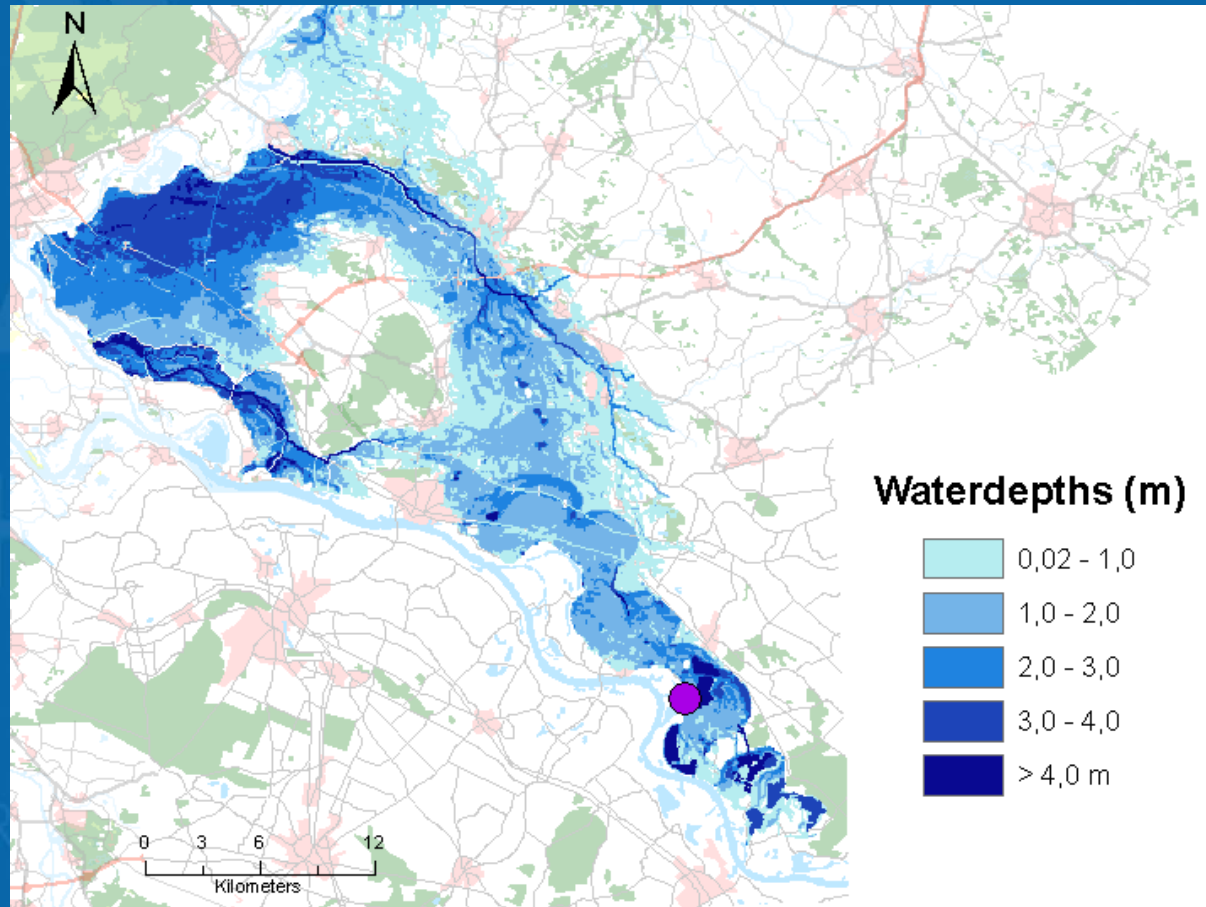 N
Waterdepths (m)
0,02 - 1,0
1,0 - 2,0
2,0 - 3,0
3,0 - 4,0
> 4,0 m
0 3 6 12
Kilometers